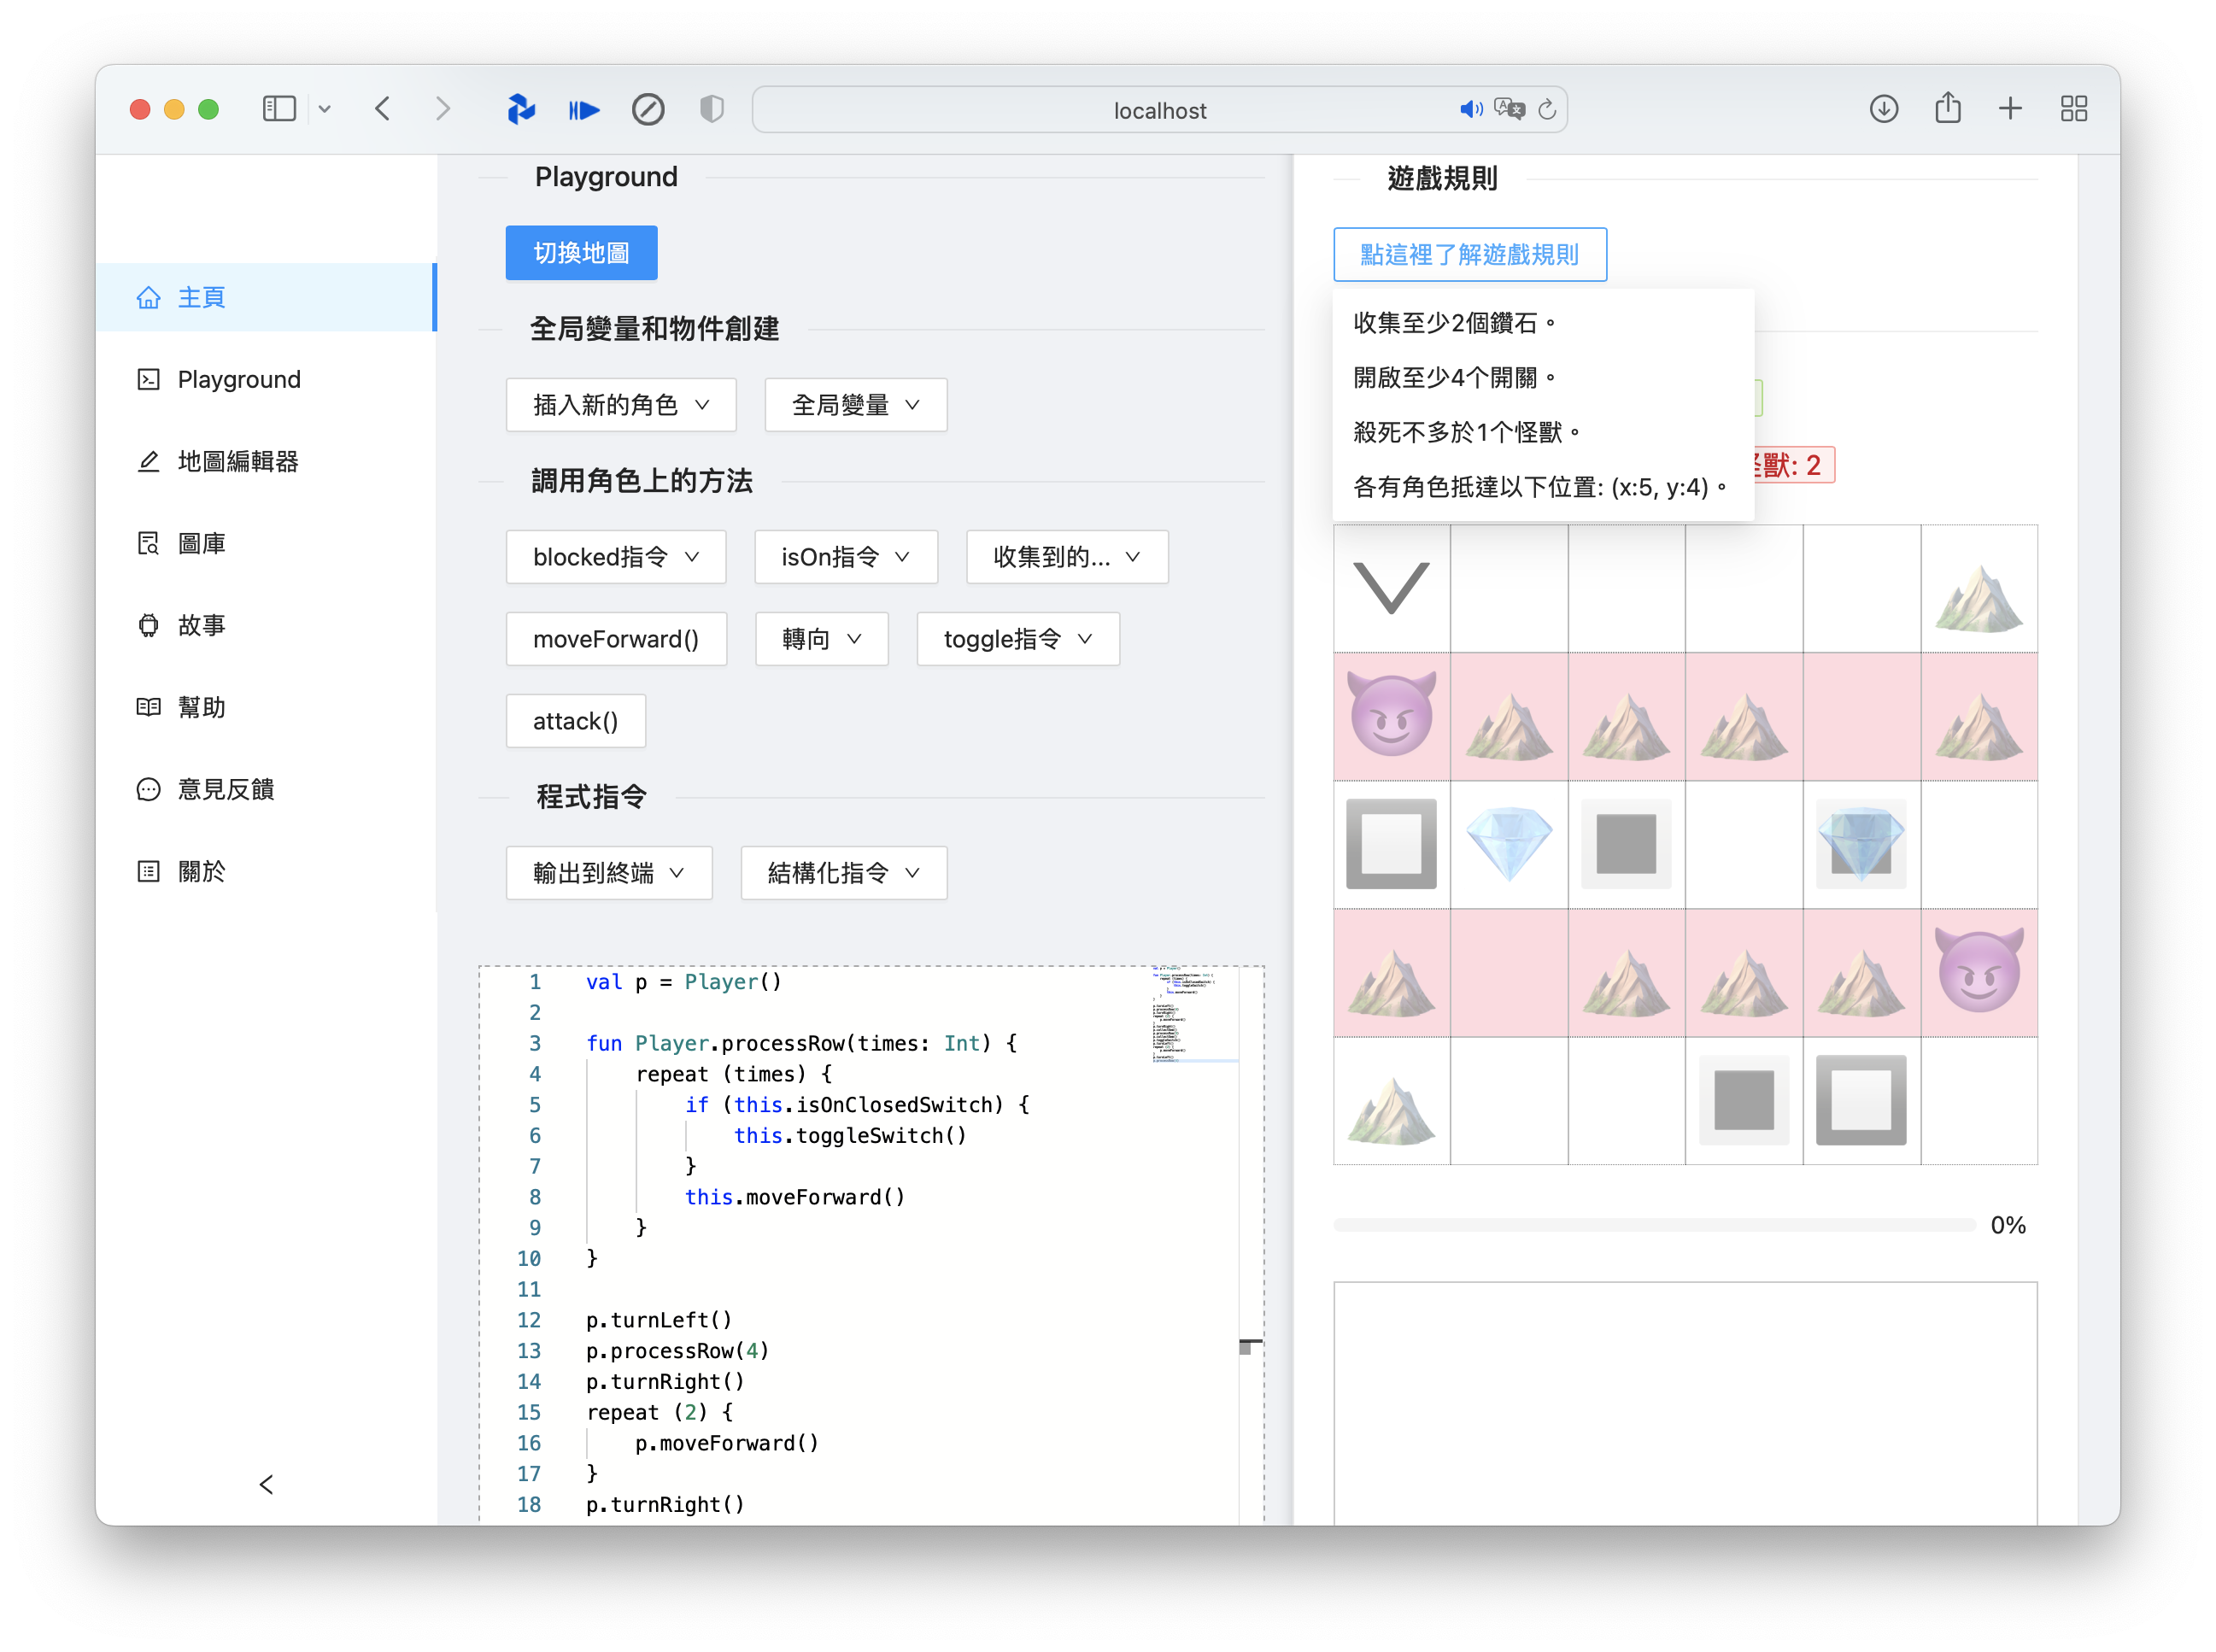 localhost
主頁
Playground
地圖編輯器
圖庫
故事
幫助
意見反饋
關於
Playground
切換地圖
全局變量和物件創建
插入新的角色
全局變量
調用角色上的方法
blocked指令
isOn指令
收集到的...
moveForward()
轉向
toggle指令
attack()
程式指令
輸出到終端
結構化指令
1 val p = Player()
2
3 fun Player.processRow(times: Int) {
4 repeat (times) {
5 if (this.isOnClosedSwitch) {
6 this.toggleSwitch()
7 }
8 this.moveForward()
9 }
10 }
11
12 p.turnLeft()
13 p.processRow(4)
14 p.turnRight()
15 repeat (2) {
16 p.moveForward()
17 }
18 p.turnRight()
遊戲規則
點這裡了解遊戲規則
收集至少2個鑽石。
開啟至少4个開關。
殺死不多於1个怪獸。
各有角色抵達以下位置: (x:5, y:4)。
獸: 2
0%